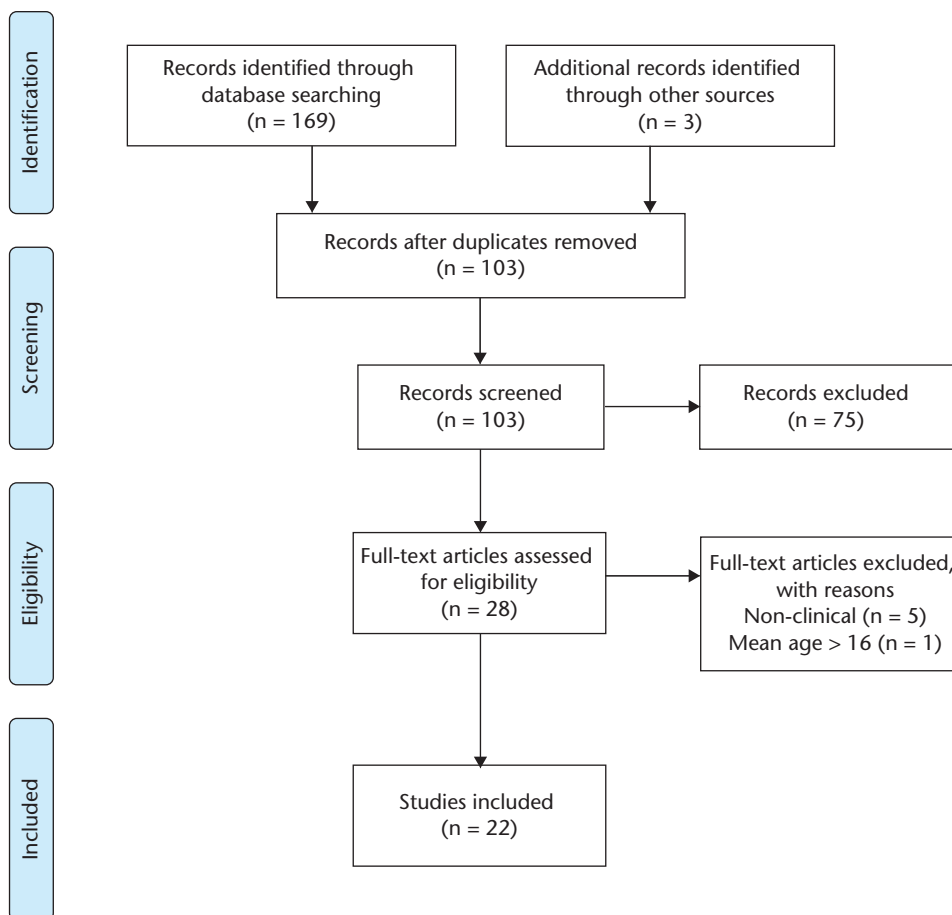 Identification
Records identified through
database searching
(n = 169)
Additional records identified
through other sources
(n = 3)
Records after duplicates removed
(n = 103)
Screening
Records screened
(n = 103)
Records excluded
(n = 75)
Eligibility
Full-text articles assessed
for eligibility
(n = 28)
Full-text articles excluded,
with reasons
Non-clinical (n = 5)
Mean age > 16 (n = 1)
Included
Studies included
(n = 22)